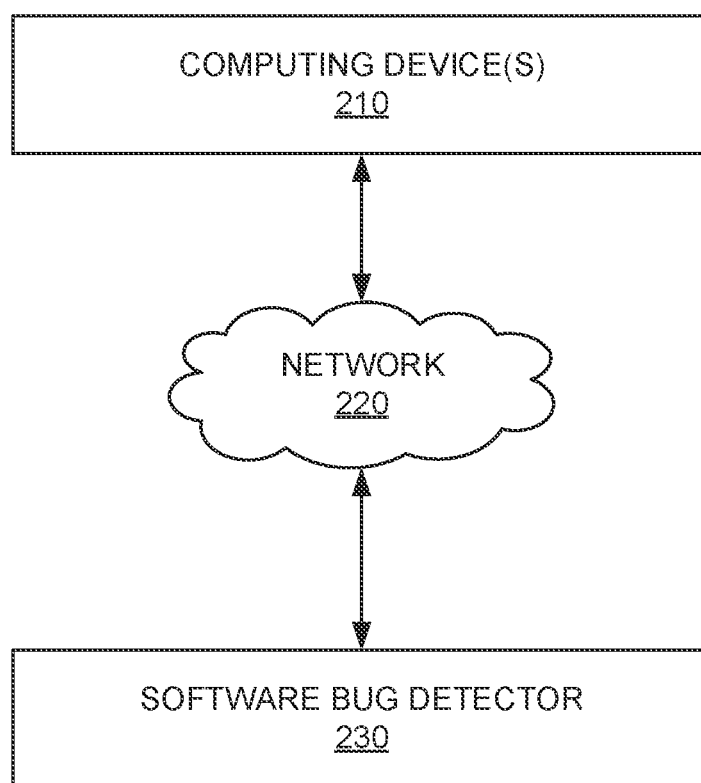 COMPUTING DEVICE(S)
210
NETWORK
220
SOFTWARE BUG DETECTOR
230